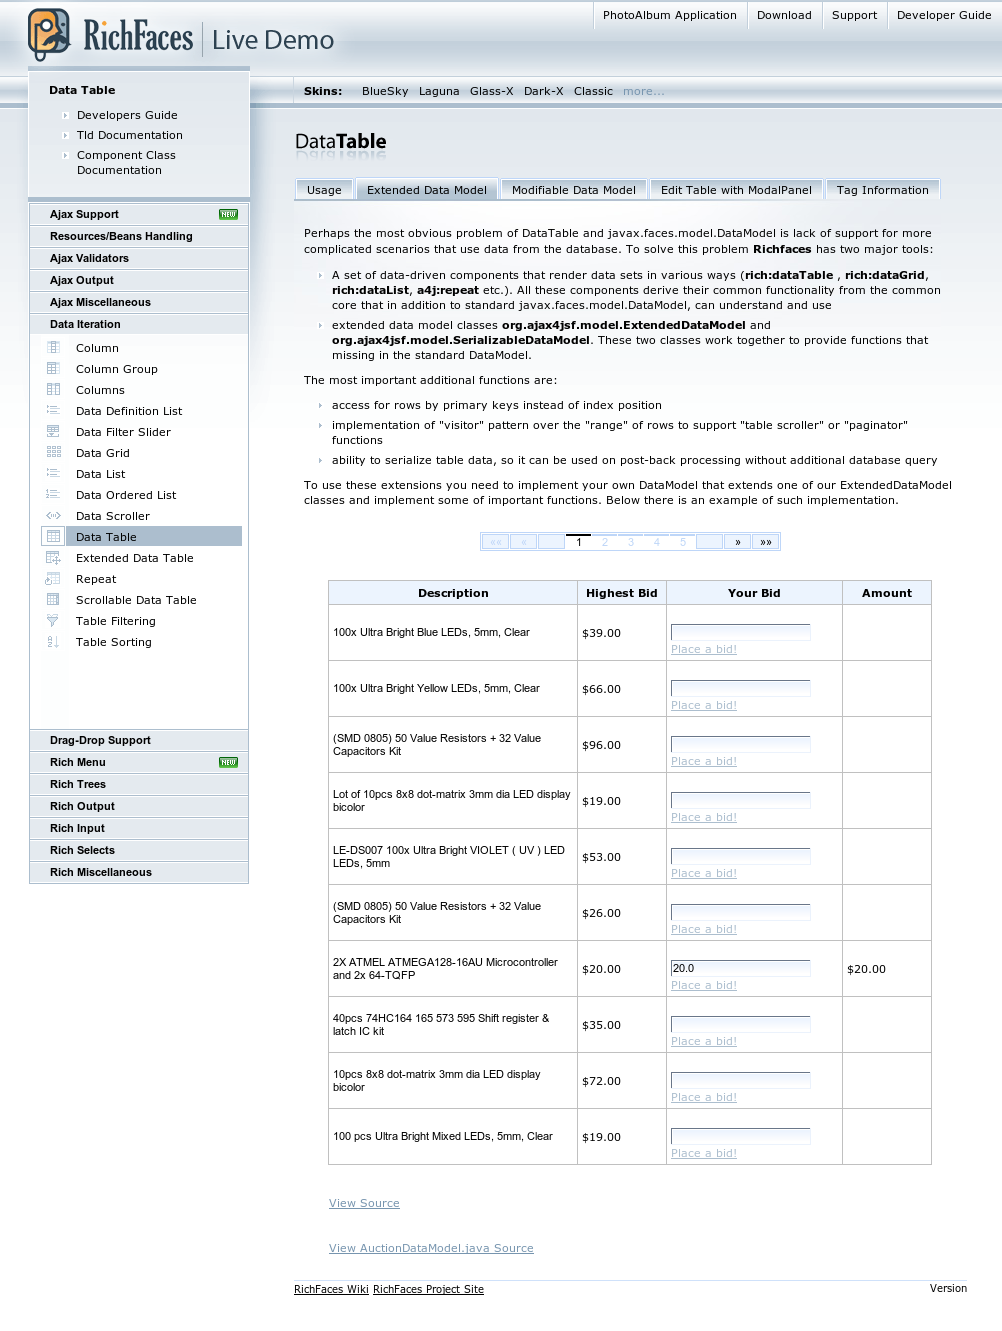 PhotoAlbum Application Download Support Developer Guide
RichFaces Live Demo
Skins: BlueSky Laguna Glass-X Dark-X Classic more...
Data Table
Developers Guide
Tld Documentation
Component Class
Documentation
Ajax Support NEW
Resources/Beans Handling
Ajax Validators
Ajax Output
Ajax Miscellaneous
Data Iteration
Column
Column Group
Columns
Data Definition List
Data Filter Slider
Data Grid
Data List
Data Ordered List
Data Scroller
Data Table
Extended Data Table
Repeat
Scrollable Data Table
Table Filtering
Table Sorting
Drag-Drop Support
Rich Menu NEW
Rich Trees
Rich Output
Rich Input
Rich Selects
Rich Miscellaneous
DataTable
Usage Extended Data Model Modifiable Data Model Edit Table with ModalPanel Tag Information
Perhaps the most obvious problem of DataTable and javax.faces.model.DataModel is lack of support for more
complicated scenarios that use data from the database. To solve this problem Richfaces has two major tools:
A set of data-driven components that render data sets in various ways (rich:dataTable , rich:dataGrid,
rich:dataList, a4j:repeat etc.). All these components derive their common functionality from the common
core that in addition to standard javax.faces.model.DataModel, can understand and use
extended data model classes org.ajax4jsf.model.ExtendedDataModel and
org.ajax4jsf.model.SerializableDataModel. These two classes work together to provide functions that
missing in the standard DataModel.
The most important additional functions are:
access for rows by primary keys instead of index position
implementation of "visitor" pattern over the "range" of rows to support "table scroller" or "paginator"
functions
ability to serialize table data, so it can be used on post-back processing without additional database query
To use these extensions you need to implement your own DataModel that extends one of our ExtendedDataModel
classes and implement some of important functions. Below there is an example of such implementation.
«« « 1 2 3 4 5 » »»
Description Highest Bid Your Bid Amount
100x Ultra Bright Blue LEDs, 5mm, Clear $39.00
Place a bid!
100x Ultra Bright Yellow LEDs, 5mm, Clear $66.00
Place a bid!
(SMD 0805) 50 Value Resistors + 32 Value
Capacitors Kit $96.00
Place a bid!
Lot of 10pcs 8x8 dot-matrix 3mm dia LED display
bicolor $19.00
Place a bid!
LE-DS007 100x Ultra Bright VIOLET ( UV ) LED
LEDs, 5mm $53.00
Place a bid!
(SMD 0805) 50 Value Resistors + 32 Value
Capacitors Kit $26.00
Place a bid!
2X ATMEL ATMEGA128-16AU Microcontroller
and 2x 64-TQFP $20.00 20.0 $20.00
Place a bid!
40pcs 74HC164 165 573 595 Shift register &
latch IC kit $35.00
Place a bid!
10pcs 8x8 dot-matrix 3mm dia LED display
bicolor $72.00
Place a bid!
100 pcs Ultra Bright Mixed LEDs, 5mm, Clear $19.00
Place a bid!
View Source
View AuctionDataModel.java Source
RichFaces Wiki RichFaces Project Site Version